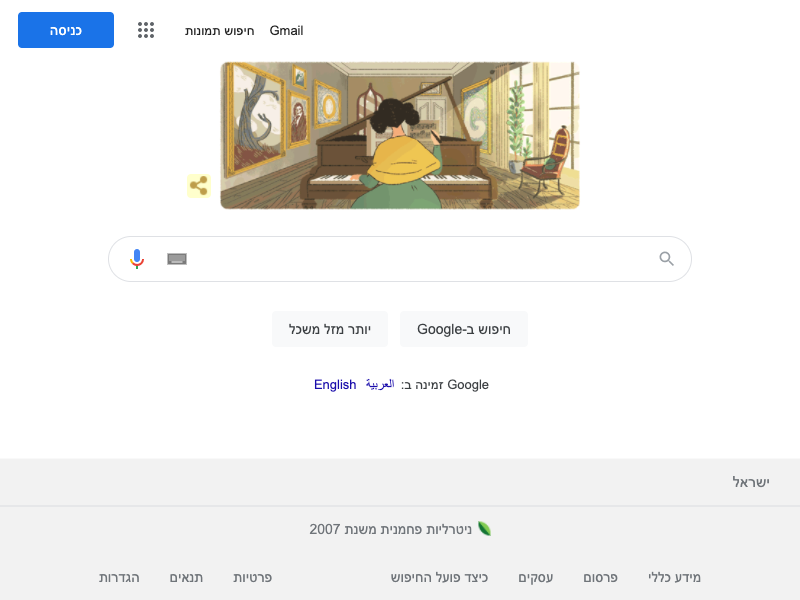 Gmail
חיפוש תמונות
כניסה
חיפוש ב-Google
יותר מזל משכל
Google זמינה ב: العربية English
ישראל
ניטרליות פחמנית משנת 2007
מידע כללי
פרסום
עסקים
כיצד פועל החיפוש
פרטיות
תנאים
הגדרות